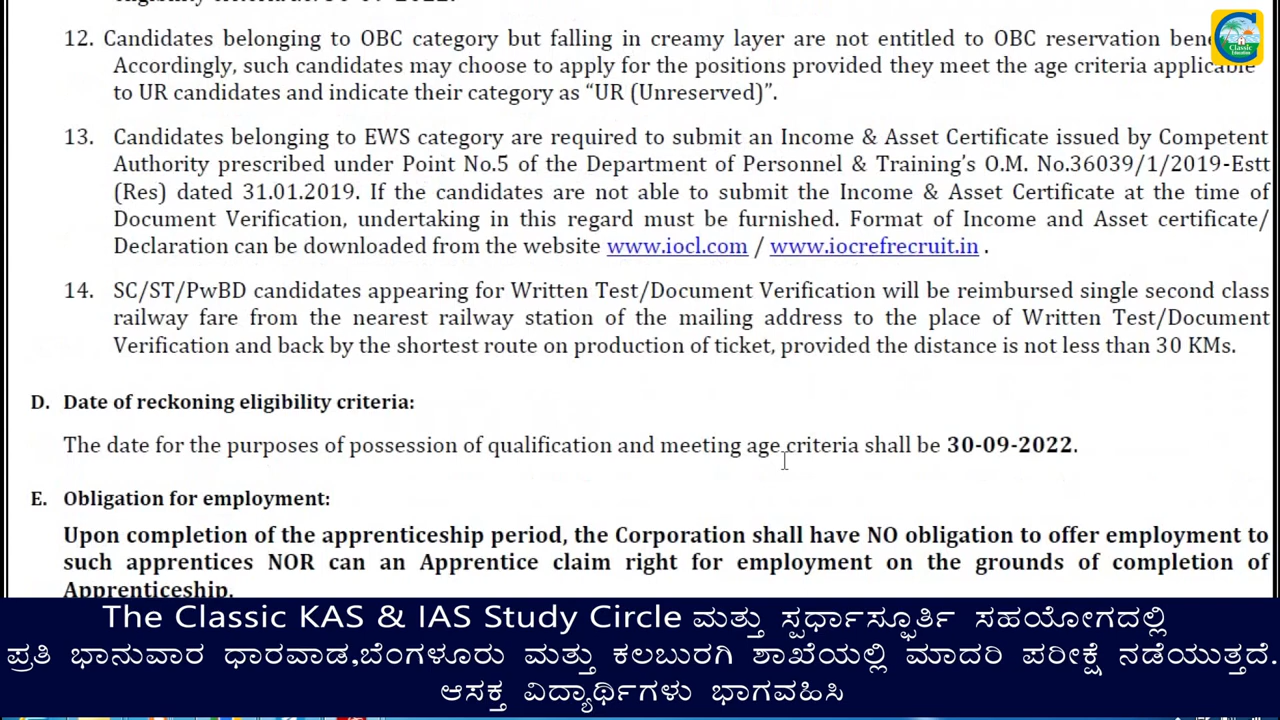 12. Candidates belonging to OBC category but falling in creamy layer are not entitled to OBC reservation
Accordingly, such candidates may choose to apply for the positions provided they meet the age criteria applicable
to UR candidates and indicate their category as “UR (Unreserved)”.
13. Candidates belonging to EWS category are required to submit an Income & Asset Certificate issued by Competent
Authority prescribed under Point No.5 of the Department of Personnel & Training’s O.M. No.36039/1/2019-Estt
(Res) dated 31.01.2019. If the candidates are not able to submit the Income & Asset Certificate at the time of
Document Verification, undertaking in this regard must be furnished. Format of Income and Asset certificate/
Declaration can be downloaded from the website www.iocl.com / www.iocrefrecruit.in .
14. SC/ST/PwBD candidates appearing for Written Test/Document Verification will be reimbursed single second class
railway fare from the nearest railway station of the mailing address to the place of Written Test/Document
Verification and back by the shortest route on production of ticket, provided the distance is not less than 30 KMs.
D. Date of reckoning eligibility criteria:
The date for the purposes of possession of qualification and meeting age criteria shall be 30-09-2022.
E. Obligation for employment:
Upon completion of the apprenticeship period, the Corporation shall have NO obligation to offer employment to
such apprentices NOR can an Apprentice claim right for employment on the grounds of completion of
Apprenticeship.
The Classic KAS & IAS Study Circle ಮತ್ತು ಸ್ಪರ್ಧಾಸ್ಫೂರ್ತಿ ಸಹಯೋಗದಲ್ಲಿ
ಪ್ರತಿ ಭಾನುವಾರ ಧಾರವಾಡ,ಬೆಂಗಳೂರು ಮತ್ತು ಕಲಬುರಗಿ ಶಾಖೆಯಲ್ಲಿ ಮಾದರಿ ಪರೀಕ್ಷೆ ನಡೆಯುತ್ತದೆ.
ಆಸಕ್ತ ವಿದ್ಯಾರ್ಥಿಗಳು ಭಾಗವಹಿಸಿ
Classic
Education